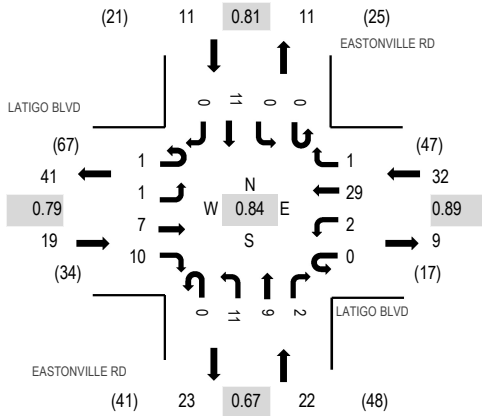 (21) 11 0.81 11 (25)
EASTONVILLE RD
LATIGO BLVD
0 11 0 0
(67) (47)
41 1 1 32
1 N 29
0.79 W 0.84 E 0.89
7 S 2
19 10 0 9
(34) (17)
0 11 9 2
LATIGO BLVD
EASTONVILLE RD
(41) 23 0.67 22 (48)